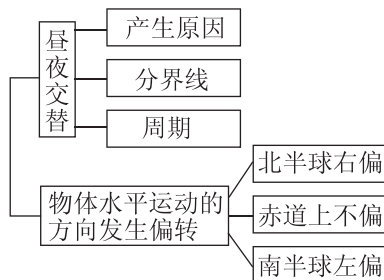 昼夜交替
产生原因
分界线
周期
物体水平运动的
方向发生偏转
北半球右偏
赤道上不偏
南半球左偏